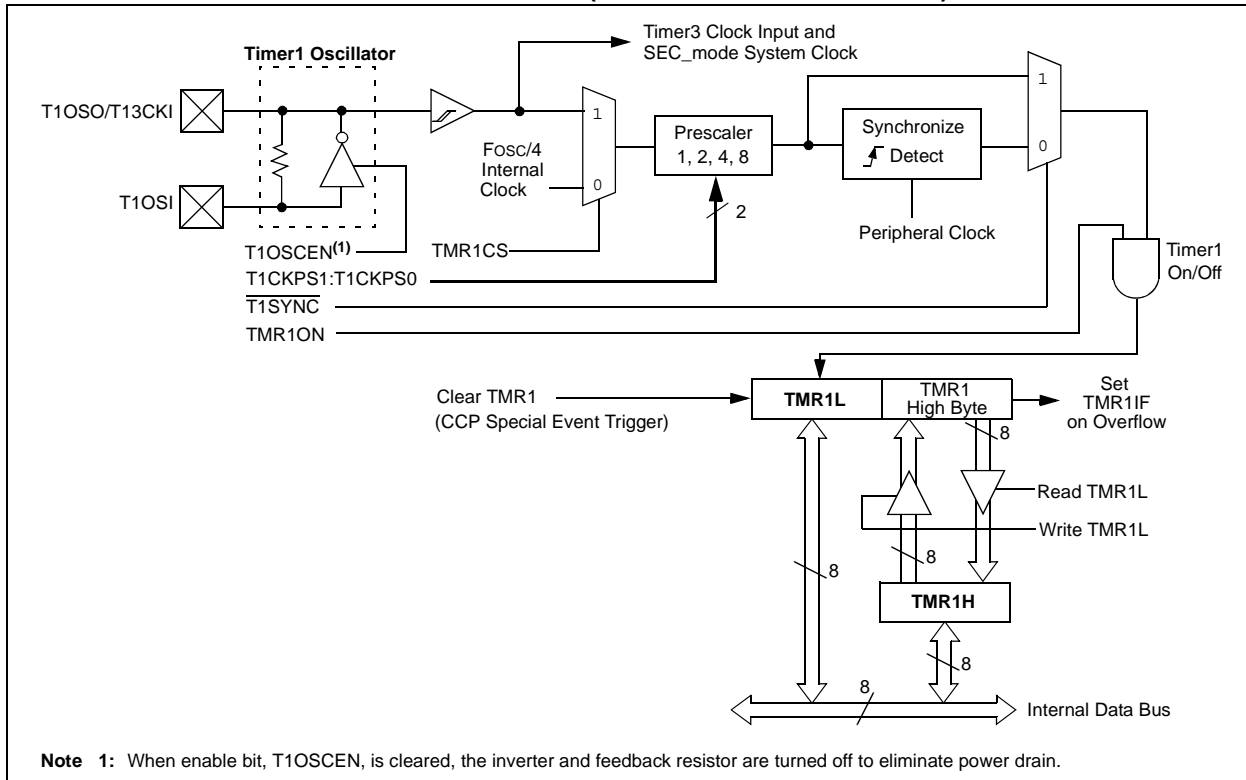 Timer3 Clock Input and
SEC_mode System Clock
Timer1 Oscillator
T1OSO/T13CKI
T1OSI
1
0
FOSC/4
Internal
Clock
Prescaler
1, 2, 4, 8
2
Synchronize
Detect
Peripheral Clock
1
0
T1OSCEN(1)
TMR1CS
T1CKPS1:T1CKPS0
T1SYNC
TMR1ON
Timer1
On/Off
Clear TMR1
(CCP Special Event Trigger)
TMR1L
TMR1
High Byte
Set
TMR1IF
on Overflow
8
Read TMR1L
Write TMR1L
8
8
TMR1H
8
8
Internal Data Bus
Note 1: When enable bit, T1OSCEN, is cleared, the inverter and feedback resistor are turned off to eliminate power drain.